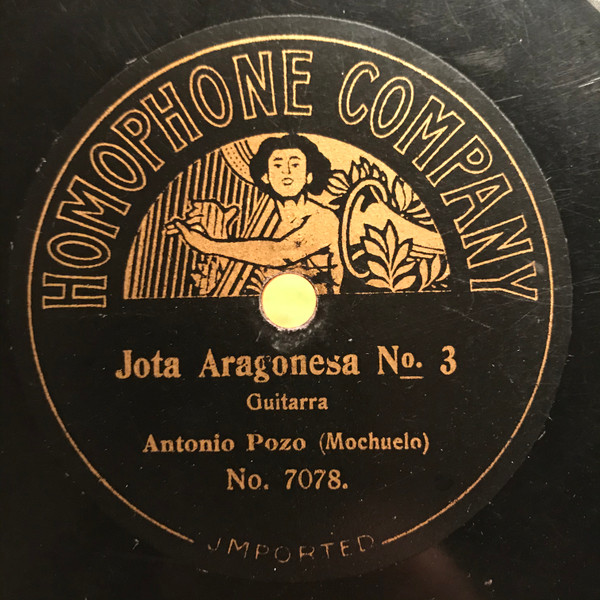 HOMOPHONE COMPANY
Jota Aragonesa No. 3
Guitarra
Antonio Pozo (Mochuelo)
No. 7078.
JMPORTED